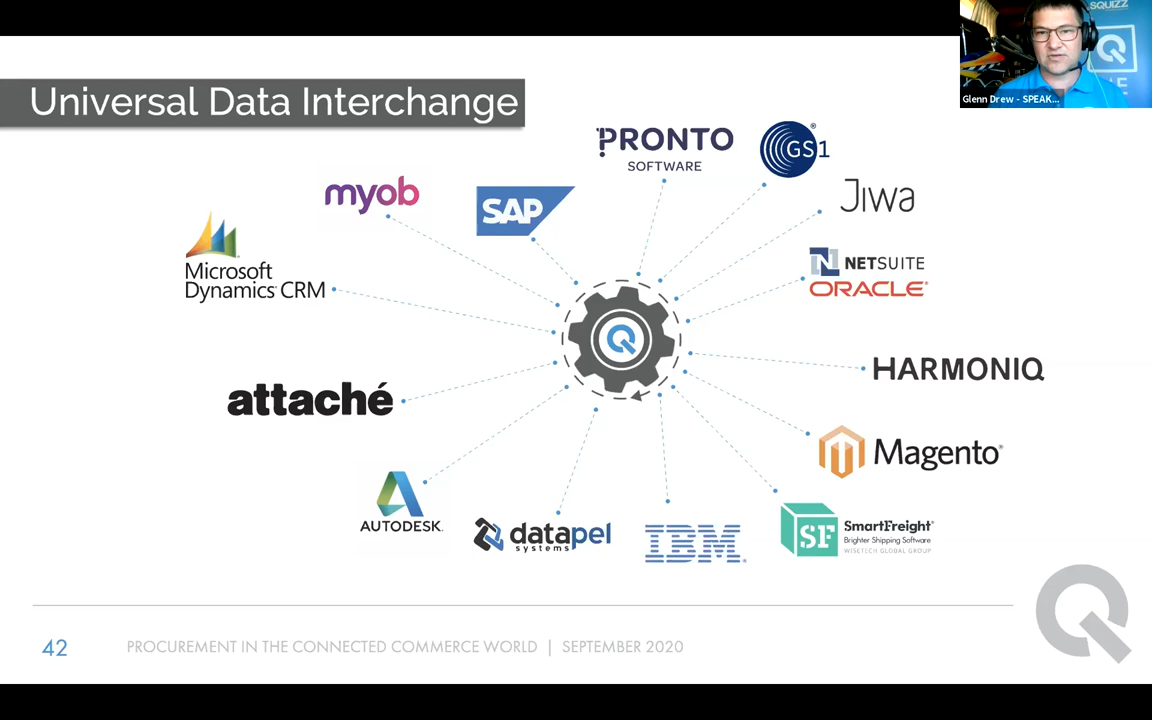 SQUIZZ
Glenn Drew - SPEAK...
Universal Data Interchange
PRONTO
SOFTWARE
GS1
®
myob
SAP
Jiwa
Microsoft
Dynamics CRM
NETSUITE
ORACLE®
HARMONIQ
attaché
Magento®
AUTODESK.
datapel
systems
IBM®
SF
SmartFreight®
Brighter Shipping Software
WISETECH GLOBAL GROUP
42
PROCUREMENT IN THE CONNECTED COMMERCE WORLD | SEPTEMBER 2020